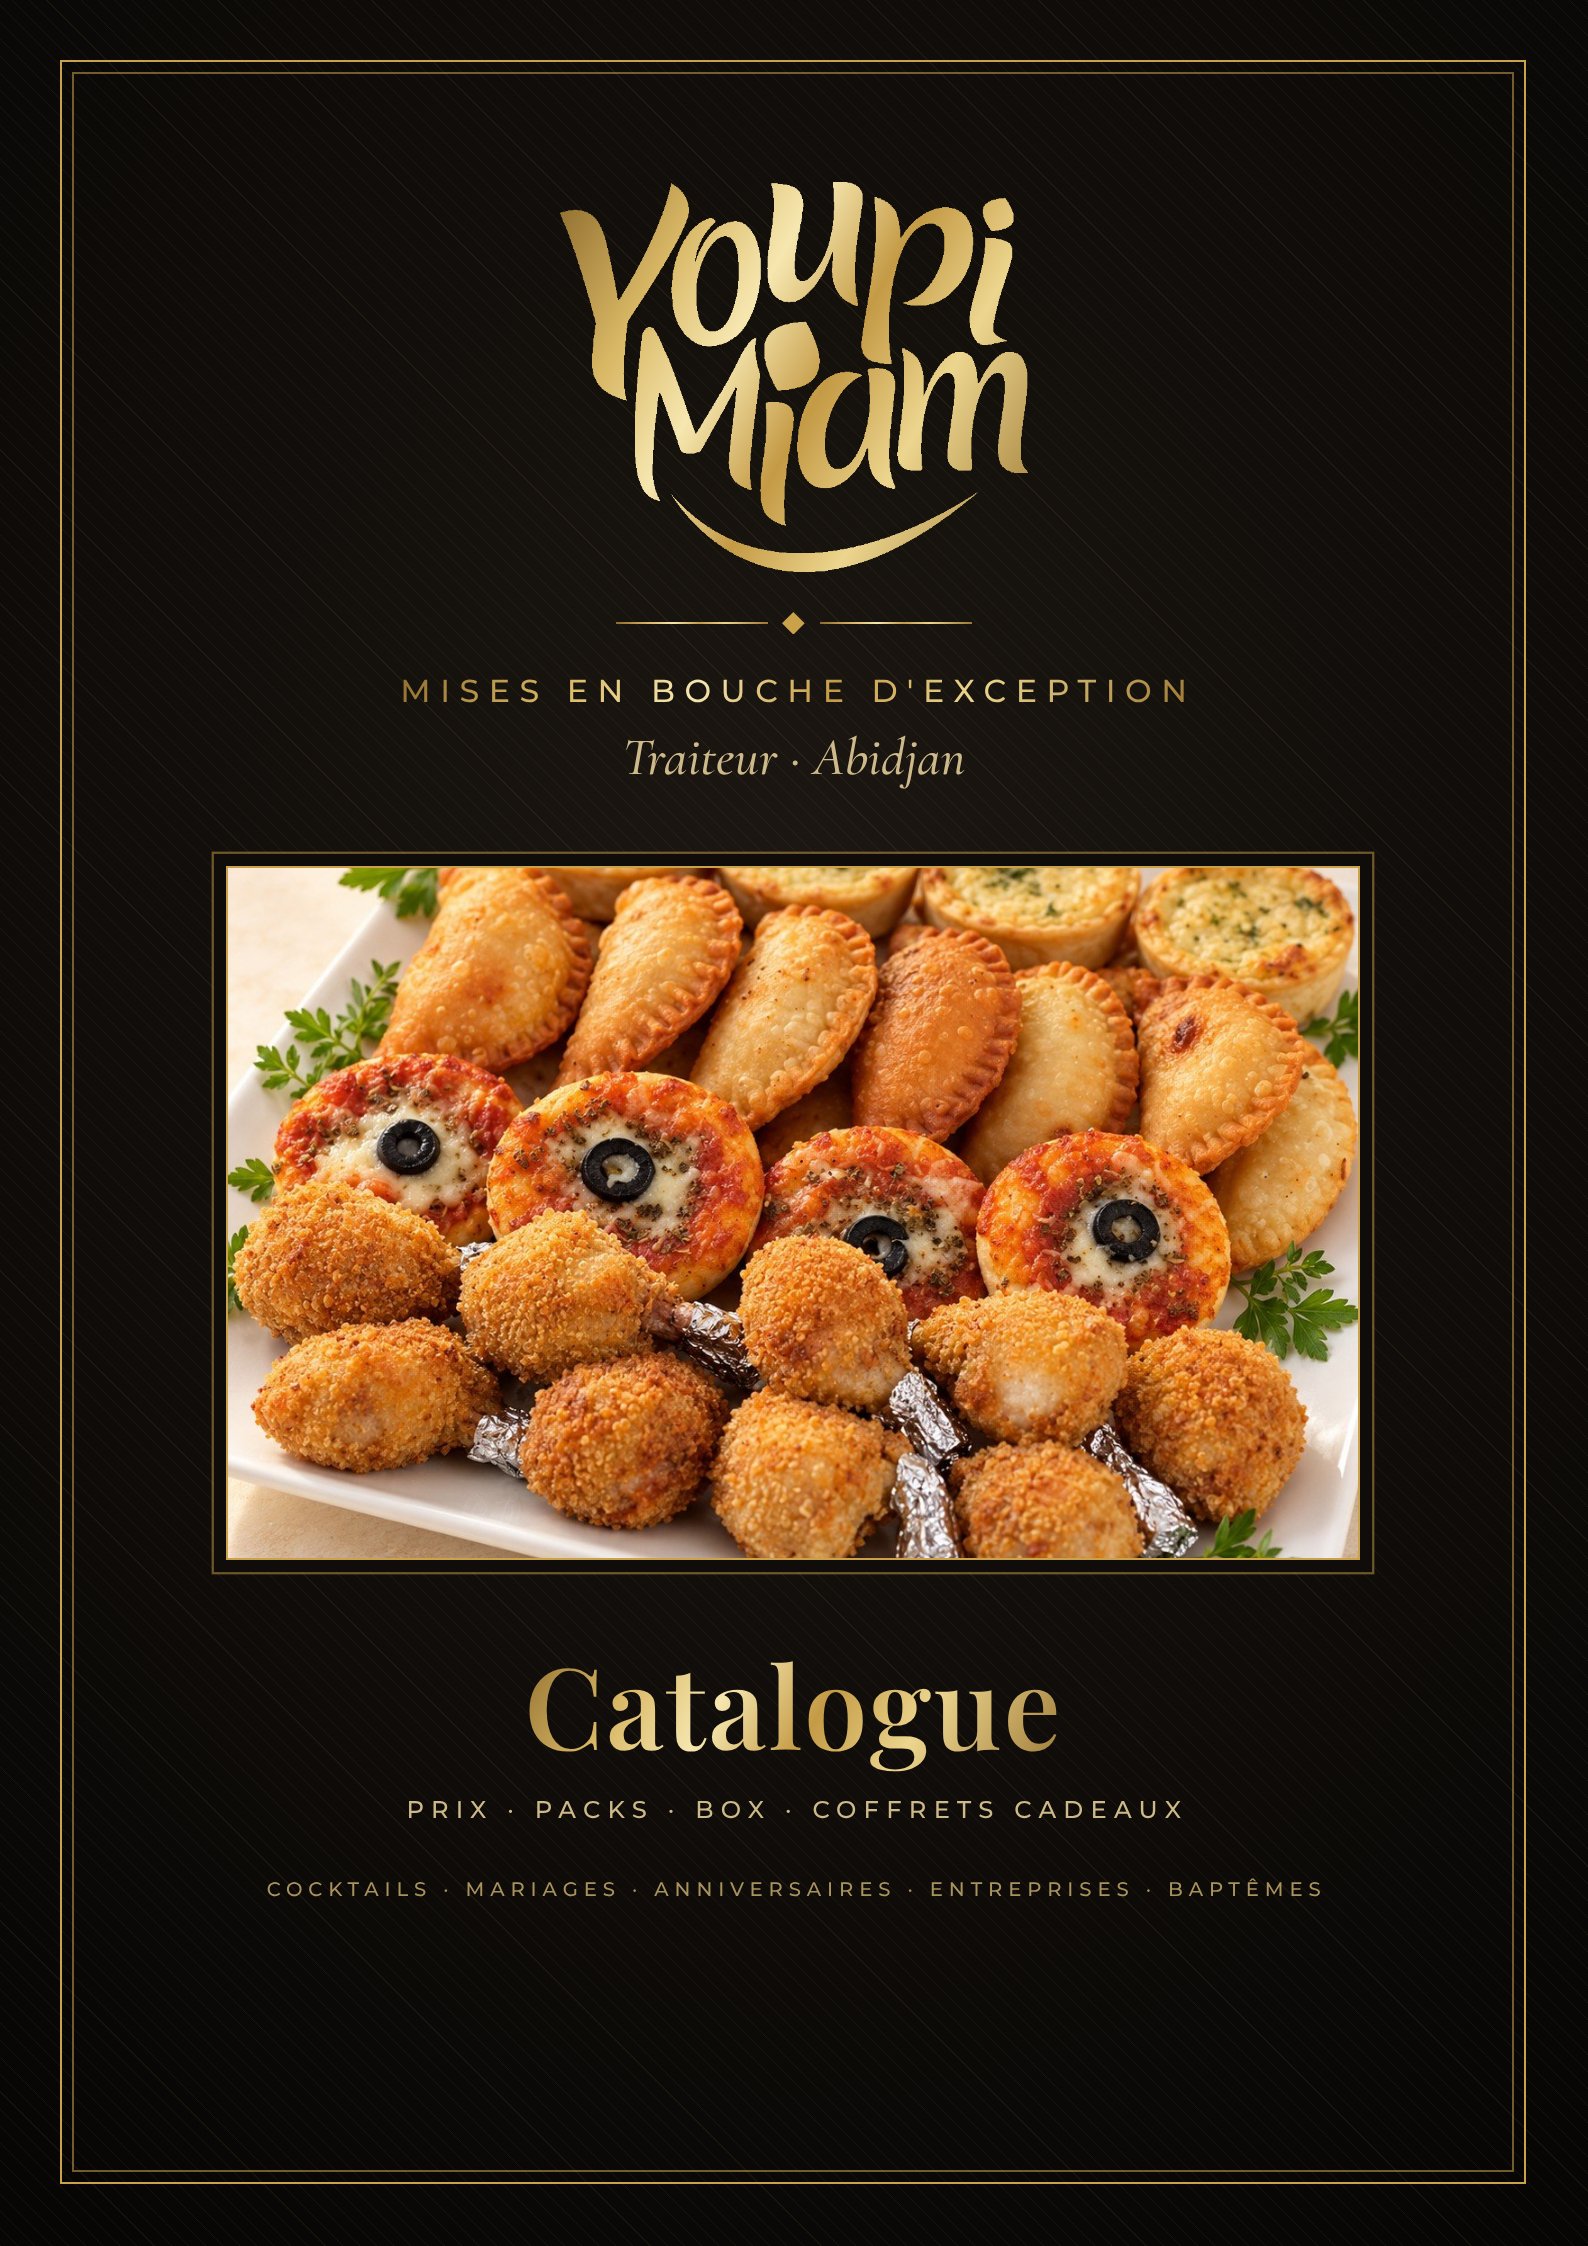 Youpi
Miam
MISES EN BOUCHE D'EXCEPTION
Traiteur · Abidjan
Catalogue
PRIX · PACKS · BOX · COFFRETS CADEAUX
COCKTAILS · MARIAGES · ANNIVERSAIRES · ENTREPRISES · BAPTÊMES